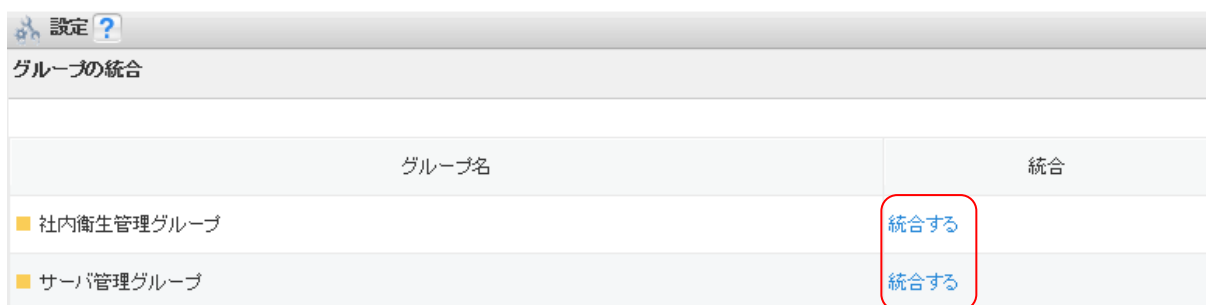 設定 ?
グループの統合
グループ名 統合
社内衛生管理グループ 統合する
サーバ管理グループ 統合する